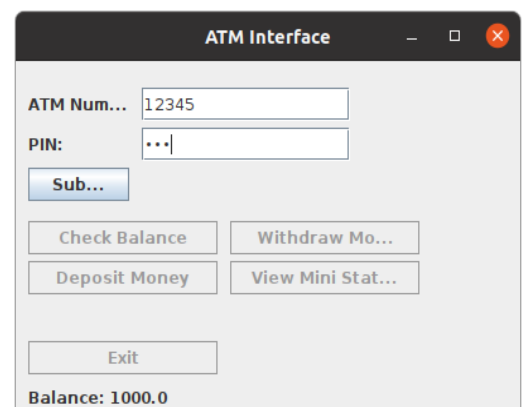 ATM Interface
ATM Num... 12345
PIN: •••
Sub...
Check Balance Withdraw Mo...
Deposit Money View Mini Stat...
Exit
Balance: 1000.0